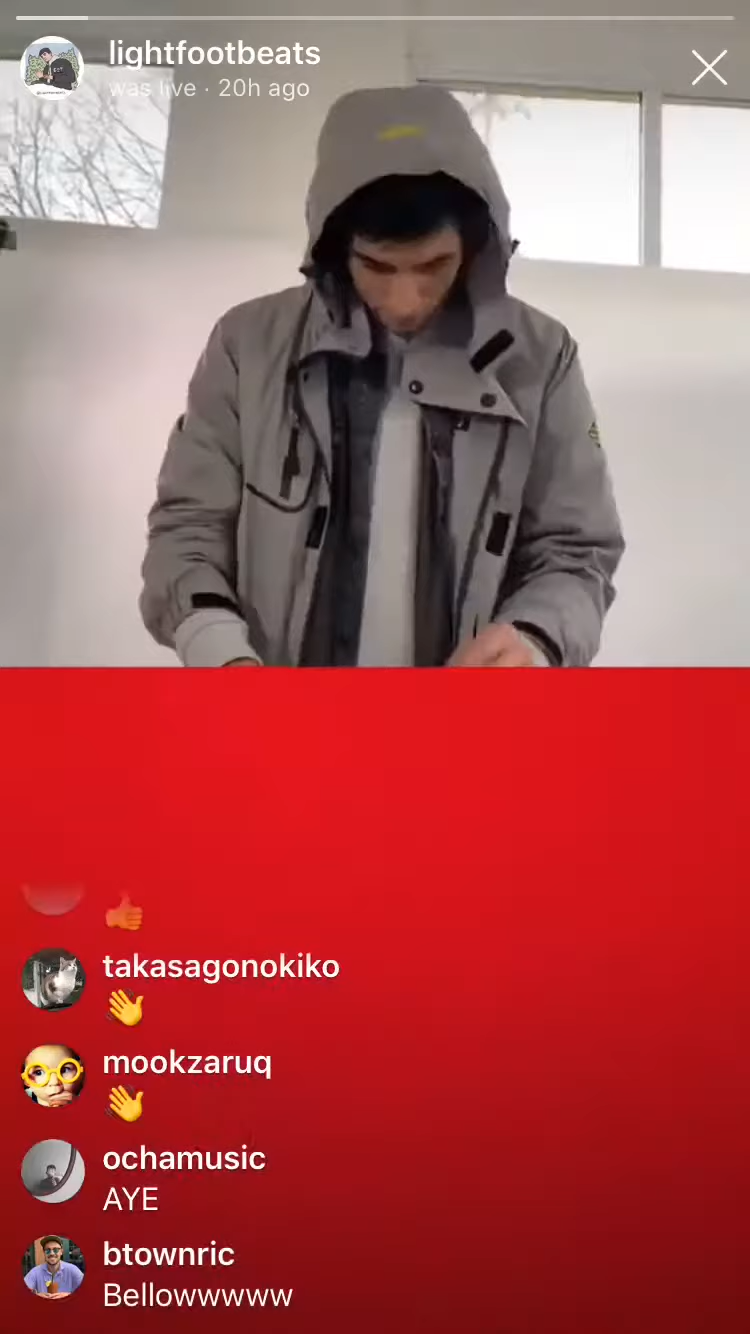 lightfootbeats
was live · 20h ago
👍
takasagonokiko
👋
mookzaruq
👋
ochamusic
AYE
btownric
Bellowwwww